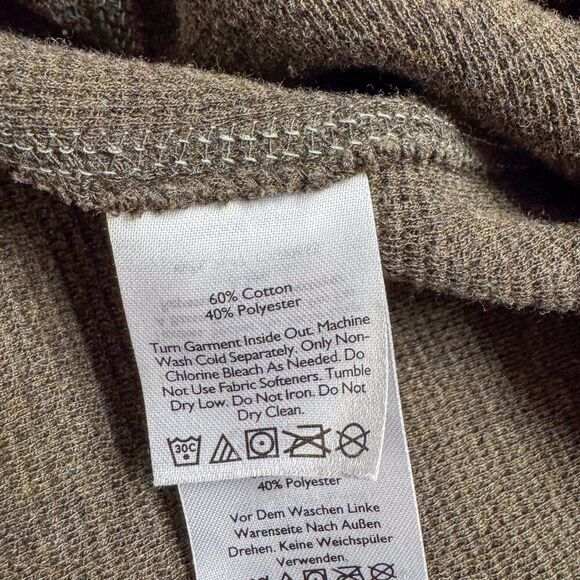 60% Cotton
40% Polyester
Turn Garment Inside Out. Machine
Wash Cold Separately. Only Non-
Chlorine Bleach As Needed. Do
Not Use Fabric Softeners. Tumble
Dry Low. Do Not Iron. Do Not
Dry Clean.
30C
40% Polyester
Vor Dem Waschen Linke
Warenseite Nach Außen
Drehen. Keine Weichspüler
Verwenden.